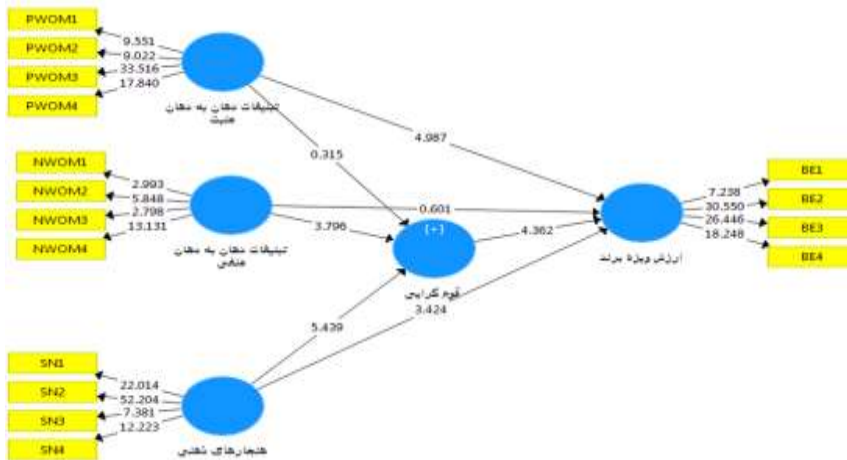 PWOM1
PWOM2
PWOM3
PWOM4
9.551
9.022
33.516
17.840
تبلیغات دهان به دهان
مثبت
4.987
0.315
NWOM1
NWOM2
NWOM3
NWOM4
2.993
5.848
2.798
13.131
تبلیغات دهان به دهان
منفی
0.601
3.796
[+]
قوم گرایی
4.362
BE1
BE2
BE3
BE4
7.238
30.550
26.446
18.248
ارزش ویژه برند
5.439
3.424
SN1
SN2
SN3
SN4
22.014
52.204
7.381
12.223
هنجارهای ذهنی